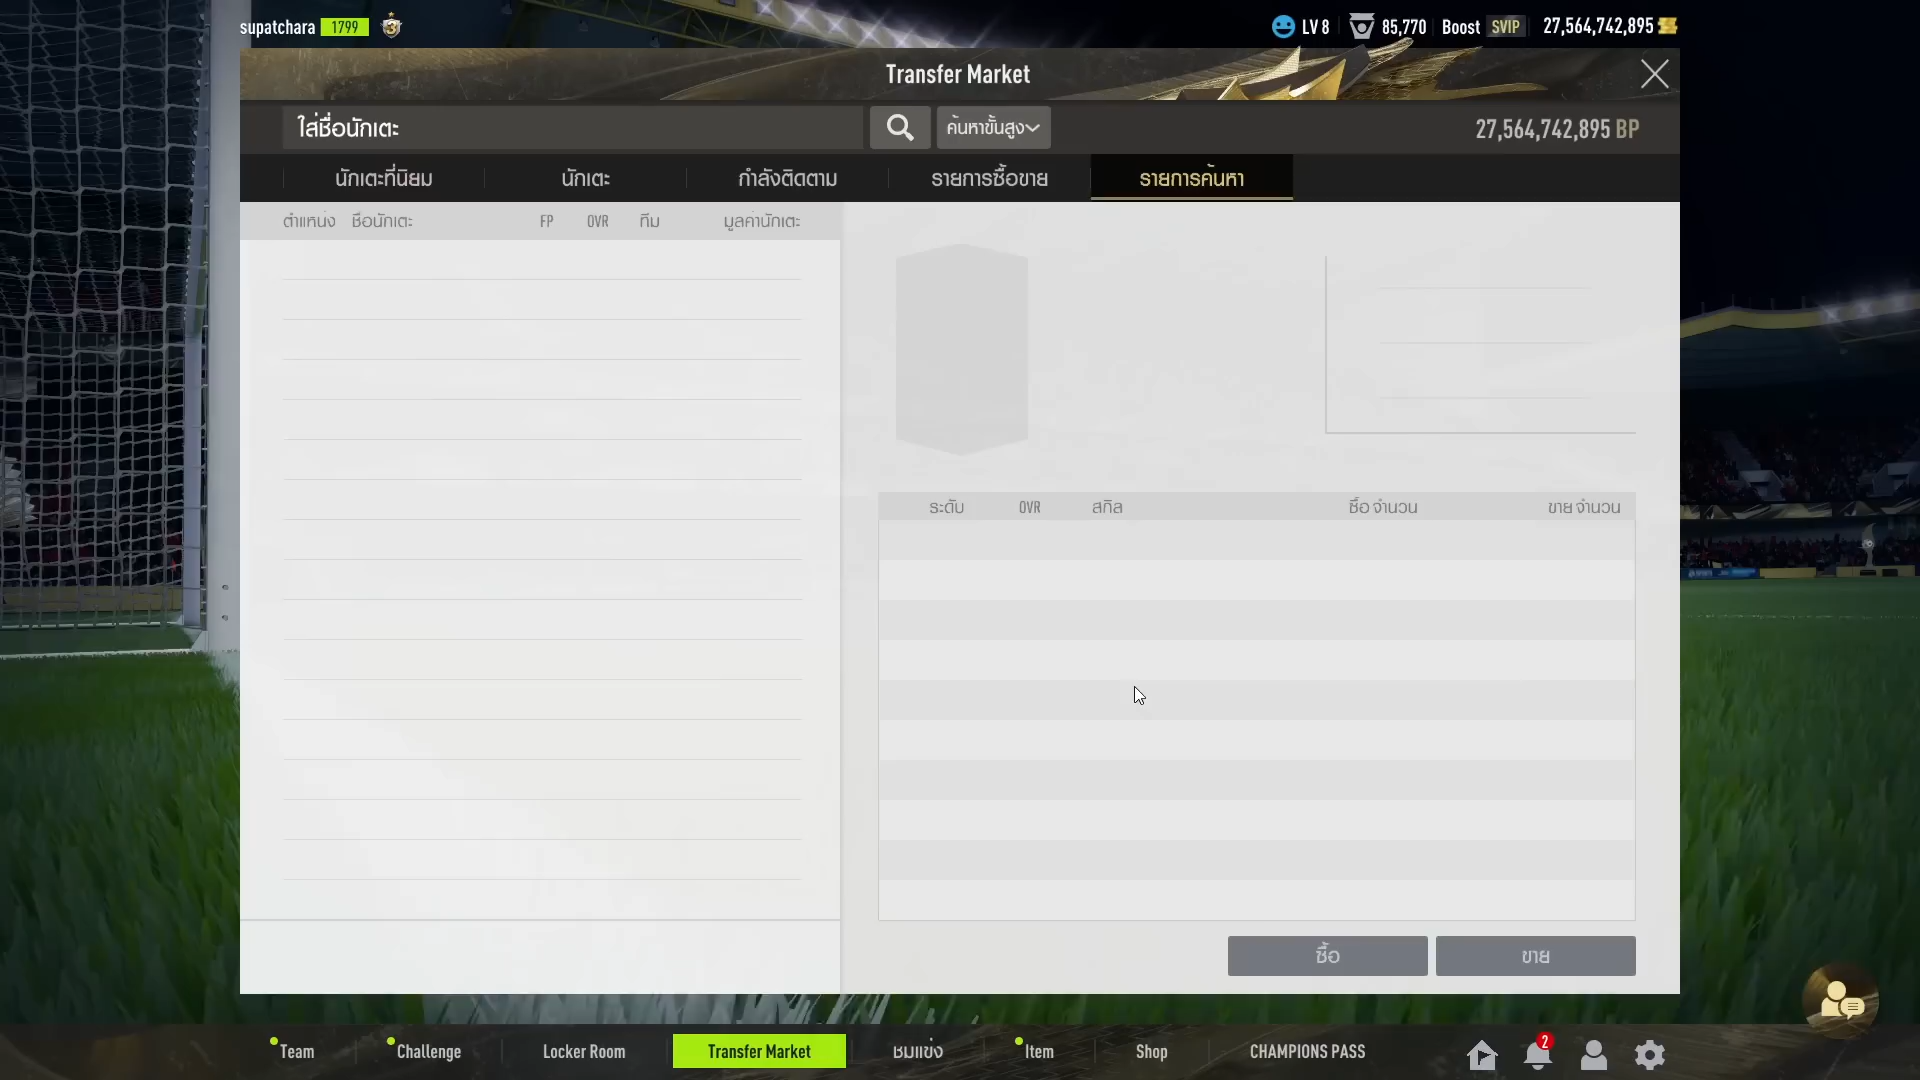 supatchara 1799
LV 8 85,770 Boost SVIP 27,564,742,895
Transfer Market
ใส่ชื่อนักเตะ ค้นหาขั้นสูง 27,564,742,895 BP
นักเตะที่นิยม นักเตะ กำลังติดตาม รายการซื้อขาย รายการค้นหา
ตำแหน่ง ชื่อนักเตะ FP OVR ทีม มูลค่านักเตะ
ระดับ OVR สกิล ซื้อ จำนวน ขาย จำนวน
ซื้อ ขาย
Team Challenge Locker Room Transfer Market ชมแข่ง Item Shop CHAMPIONS PASS 2